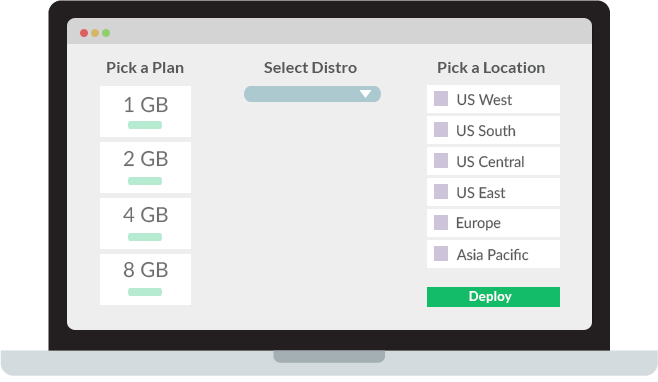 Pick a Plan
1 GB
2 GB
4 GB
8 GB
Select Distro
Pick a Location
US West
US South
US Central
US East
Europe
Asia Pacific
Deploy